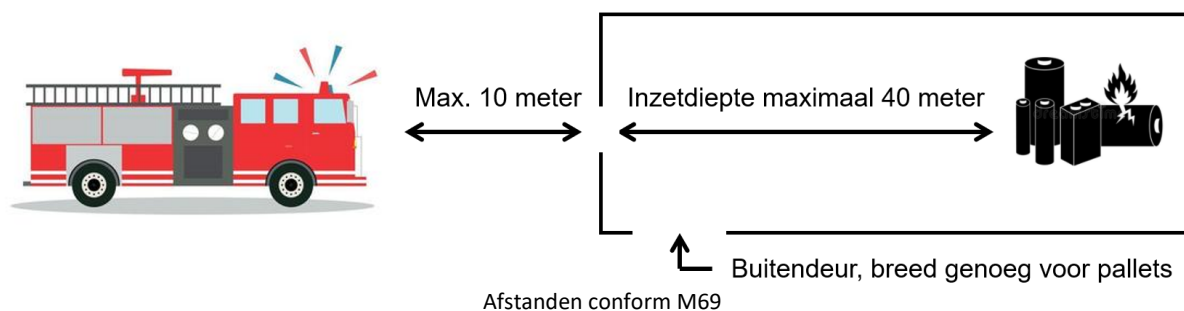 Max. 10 meter
Inzetdiepte maximaal 40 meter
Buitendeur, breed genoeg voor pallets
Afstanden conform M69